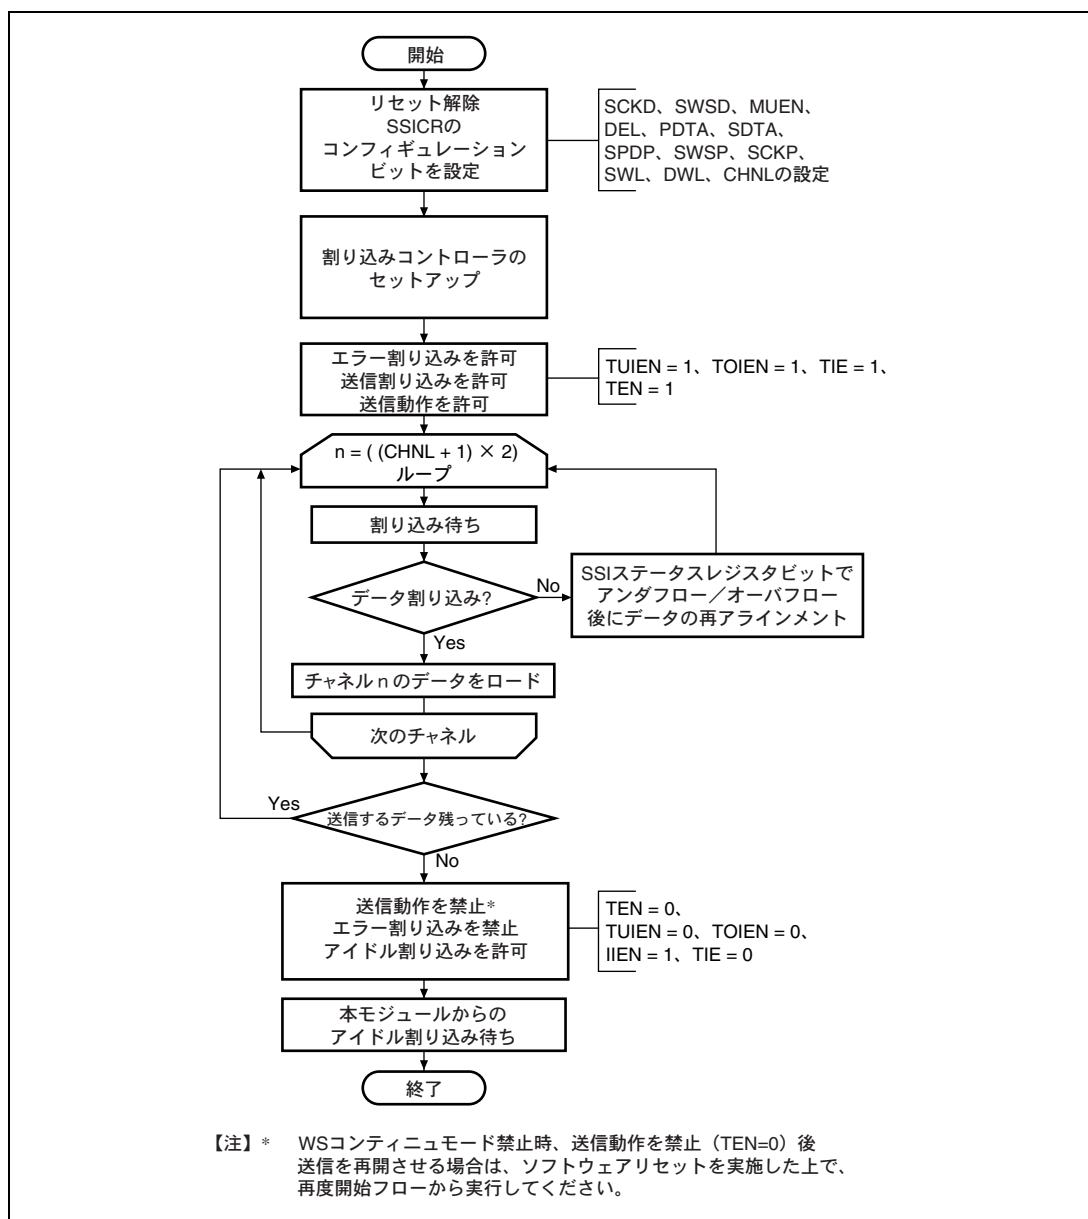 開始
リセット解除
SSICRの
コンフィギュレーション
ビットを設定
SCKD、SWSD、MUEN、
DEL、PDTA、SDTA、
SPDP、SWSP、SCKP、
SWL、DWL、CHNLの設定
割り込みコントローラの
セットアップ
エラー割り込みを許可
送信割り込みを許可
送信動作を許可
TUIEN = 1、TOIEN = 1、TIE = 1、
TEN = 1
n = ( (CHNL + 1) × 2)
ループ
割り込み待ち
データ割り込み?
No
SSIステータスレジスタビットで
アンダフロー／オーバフロー
後にデータの再アラインメント
Yes
チャネル n のデータをロード
次のチャネル
Yes
送信するデータ残っている?
No
送信動作を禁止*
エラー割り込みを禁止
アイドル割り込みを許可
TEN = 0、
TUIEN = 0、TOIEN = 0、
IIEN = 1、TIE = 0
本モジュールからの
アイドル割り込み待ち
終了
【注】* WSコンティニュモード禁止時、送信動作を禁止（TEN=0）後
送信を再開させる場合は、ソフトウェアリセットを実施した上で、
再度開始フローから実行してください。